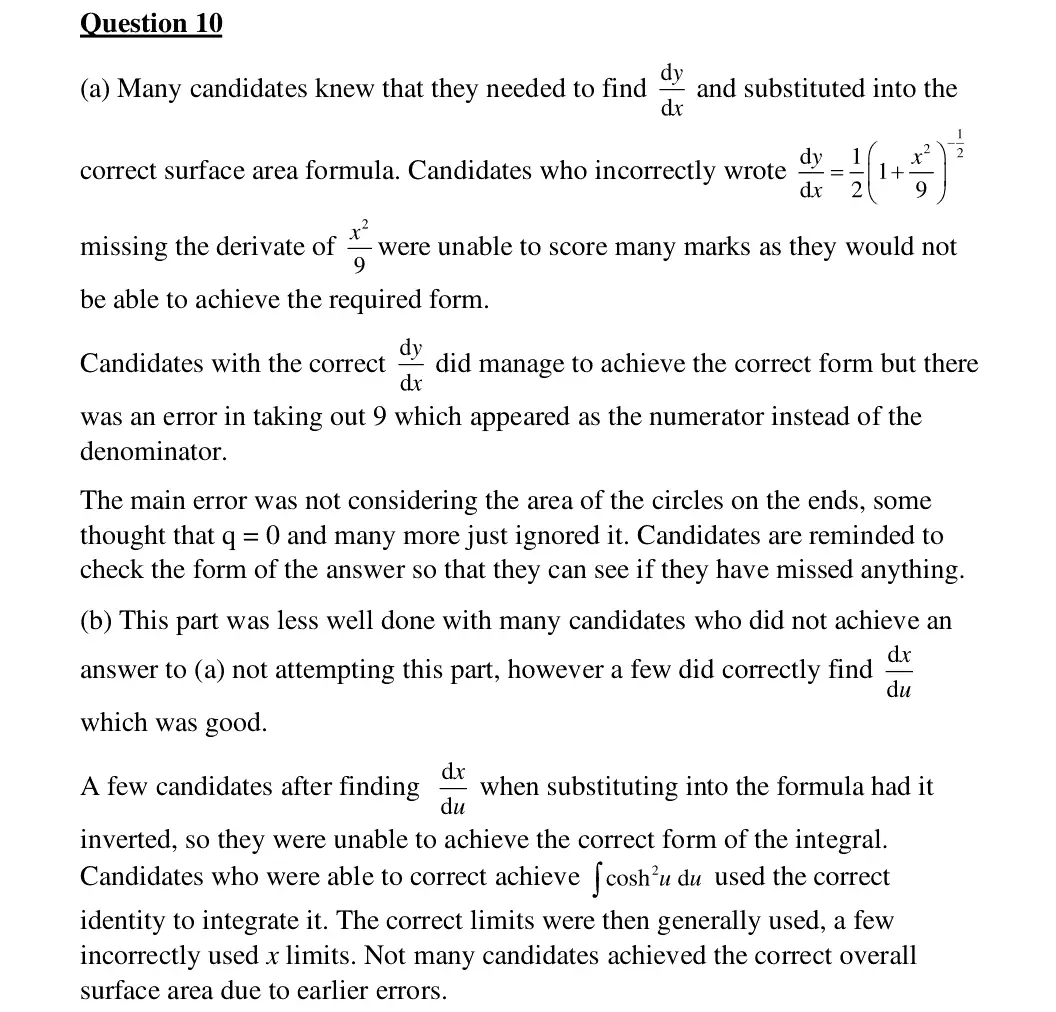 Question 10
(a) Many candidates knew that they needed to find dy/dx and substituted into the
correct surface area formula. Candidates who incorrectly wrote dy/dx = 1/2(1+x²/9)^(-1/2)
missing the derivate of x²/9 were unable to score many marks as they would not
be able to achieve the required form.
Candidates with the correct dy/dx did manage to achieve the correct form but there
was an error in taking out 9 which appeared as the numerator instead of the
denominator.
The main error was not considering the area of the circles on the ends, some
thought that q = 0 and many more just ignored it. Candidates are reminded to
check the form of the answer so that they can see if they have missed anything.
(b) This part was less well done with many candidates who did not achieve an
answer to (a) not attempting this part, however a few did correctly find dx/du
which was good.
A few candidates after finding dx/du when substituting into the formula had it
inverted, so they were unable to achieve the correct form of the integral.
Candidates who were able to correct achieve ∫cosh²u du used the correct
identity to integrate it. The correct limits were then generally used, a few
incorrectly used x limits. Not many candidates achieved the correct overall
surface area due to earlier errors.